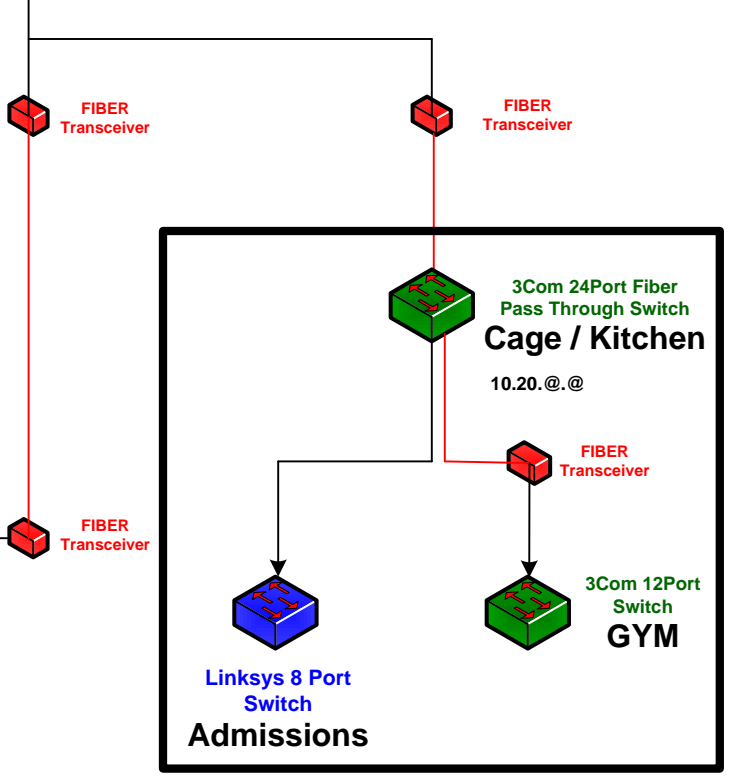 FIBER
Transceiver
FIBER
Transceiver
3Com 24Port Fiber
Pass Through Switch
Cage / Kitchen
10.20.@.@
FIBER
Transceiver
FIBER
Transceiver
3Com 12Port
Switch
GYM
Linksys 8 Port
Switch
Admissions